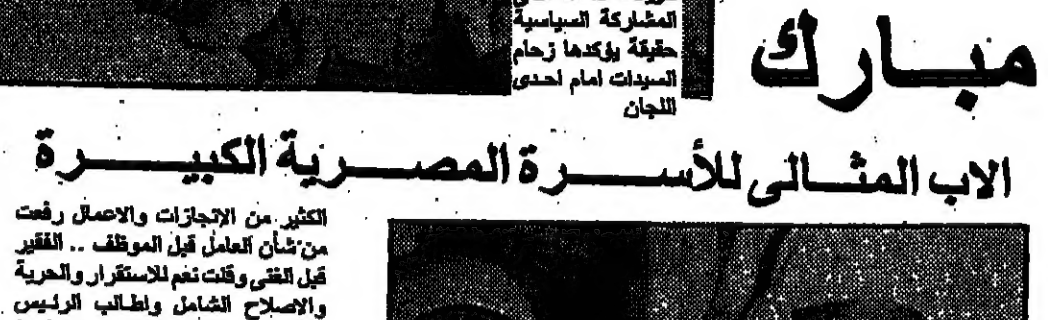 المشاركة السياسية
حقيقة يؤكدها زحام
السيدات امام احدى
اللجان
مبارك
الاب المثالى للأسرة المصرية الكبيرة
الكثير من الانجازات والاعمال رفعت
من شأن العامل قبل الموظف .. الفقير
قبل الغنى وقلت نعم للاستقرار والحرية
والاصلاح الشامل واطالب الرئيس